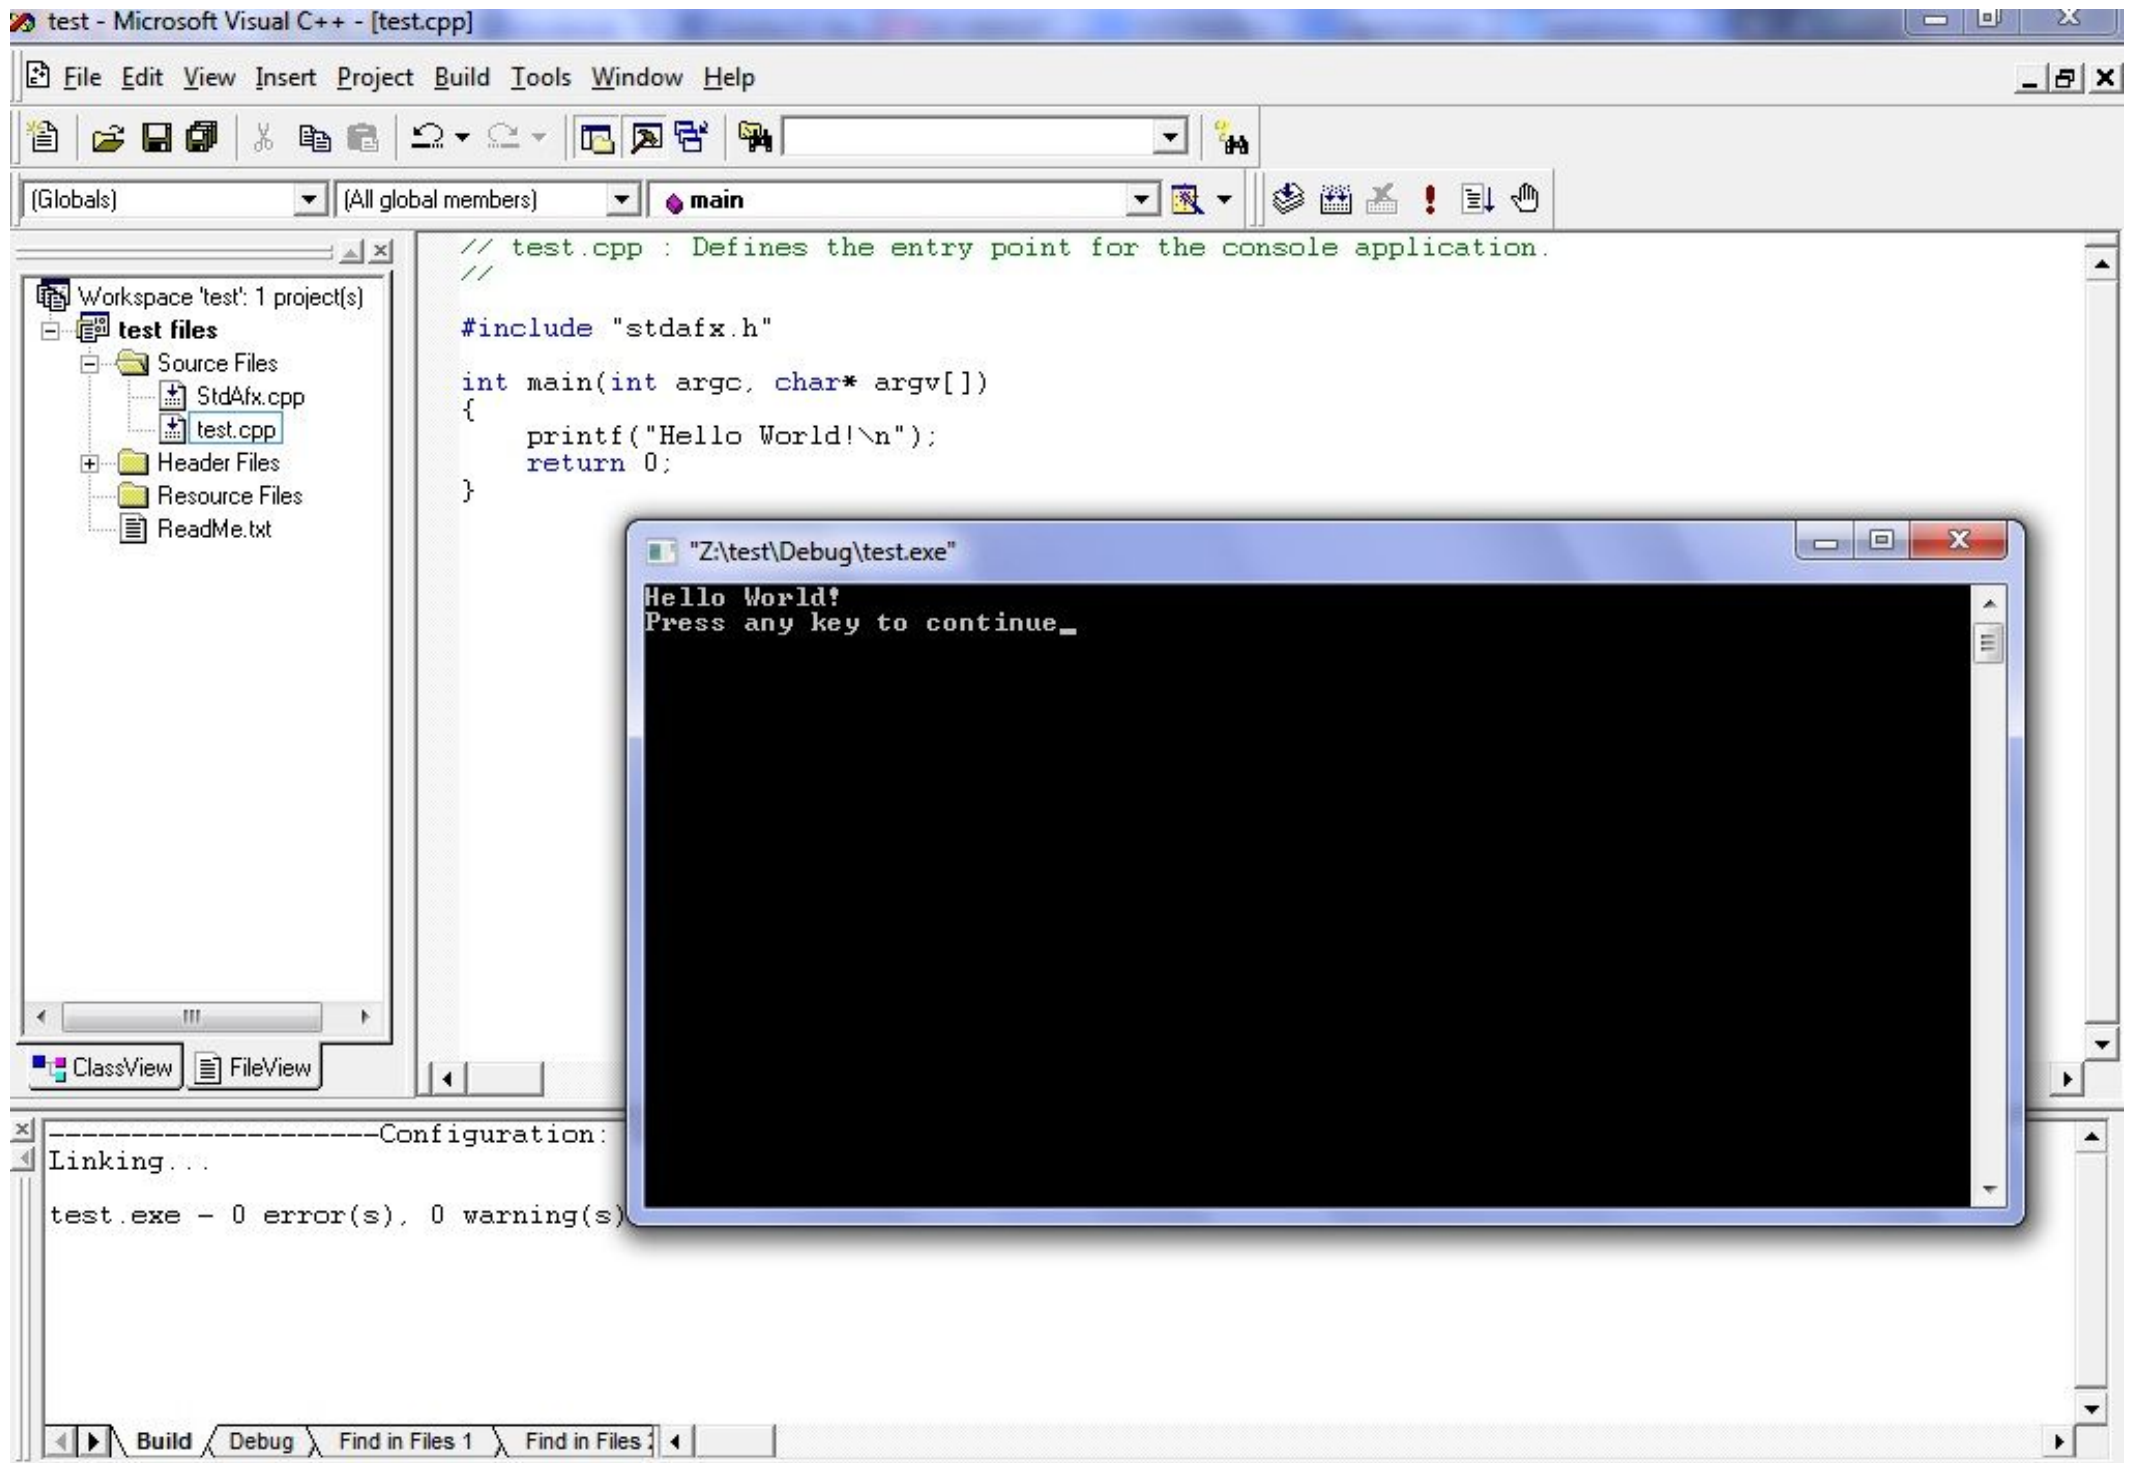 test - Microsoft Visual C++ - [test.cpp]
File Edit View Insert Project Build Tools Window Help
(Globals) (All global members) main
Workspace 'test': 1 project(s)
test files
Source Files
StdAfx.cpp
test.cpp
Header Files
Resource Files
ReadMe.txt
ClassView FileView
// test.cpp : Defines the entry point for the console application.
//
#include "stdafx.h"
int main(int argc, char* argv[])
{
printf("Hello World!\n");
return 0;
}
"Z:\test\Debug\test.exe"
Hello World!
Press any key to continue_
--------------------Configuration:
Linking...
test.exe - 0 error(s), 0 warning(s)
Build Debug Find in Files 1 Find in Files 2